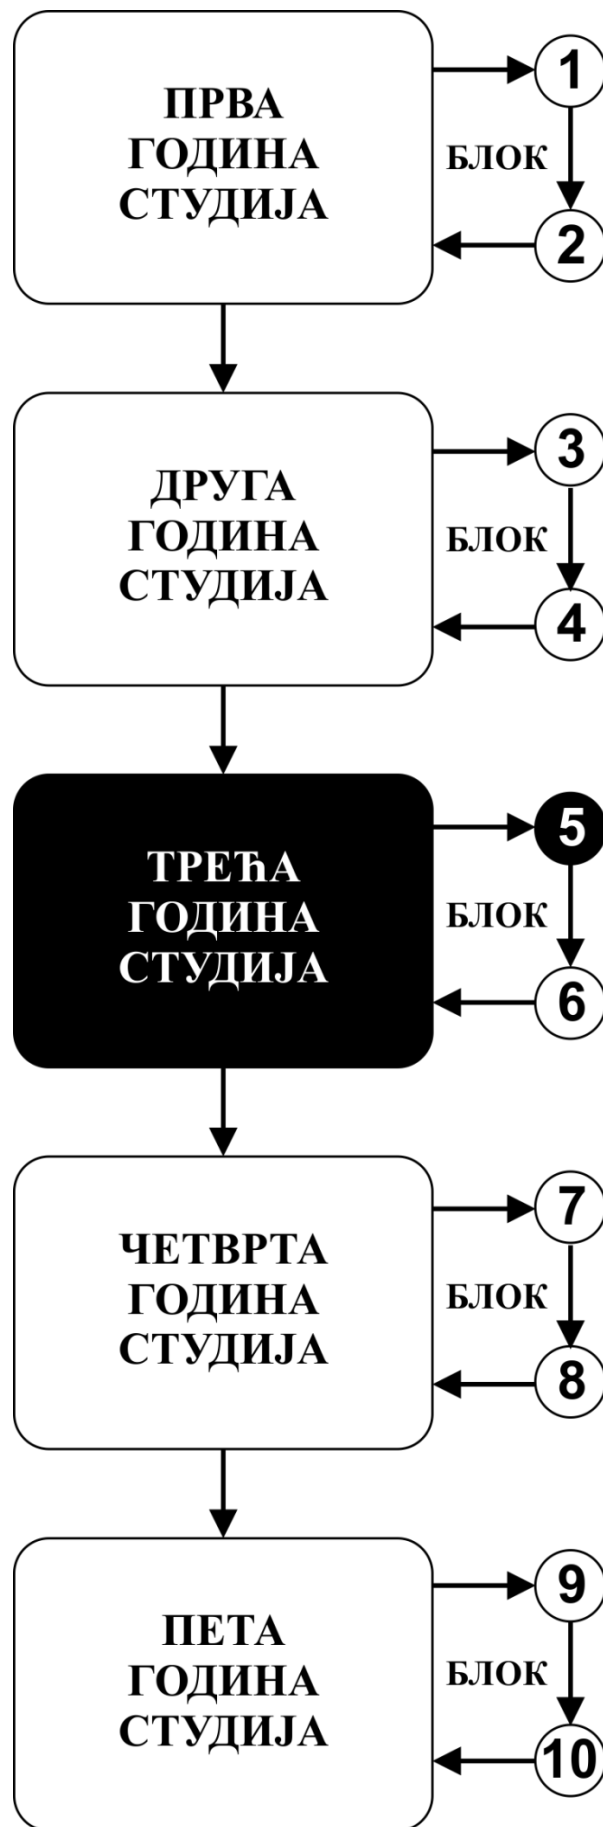 ПРВА
ГОДИНА
СТУДИЈА
1
БЛОК
2
ДРУГА
ГОДИНА
СТУДИЈА
3
БЛОК
4
ТРЕЋА
ГОДИНА
СТУДИЈА
5
БЛОК
6
ЧЕТВРТА
ГОДИНА
СТУДИЈА
7
БЛОК
8
ПЕТА
ГОДИНА
СТУДИЈА
9
БЛОК
10